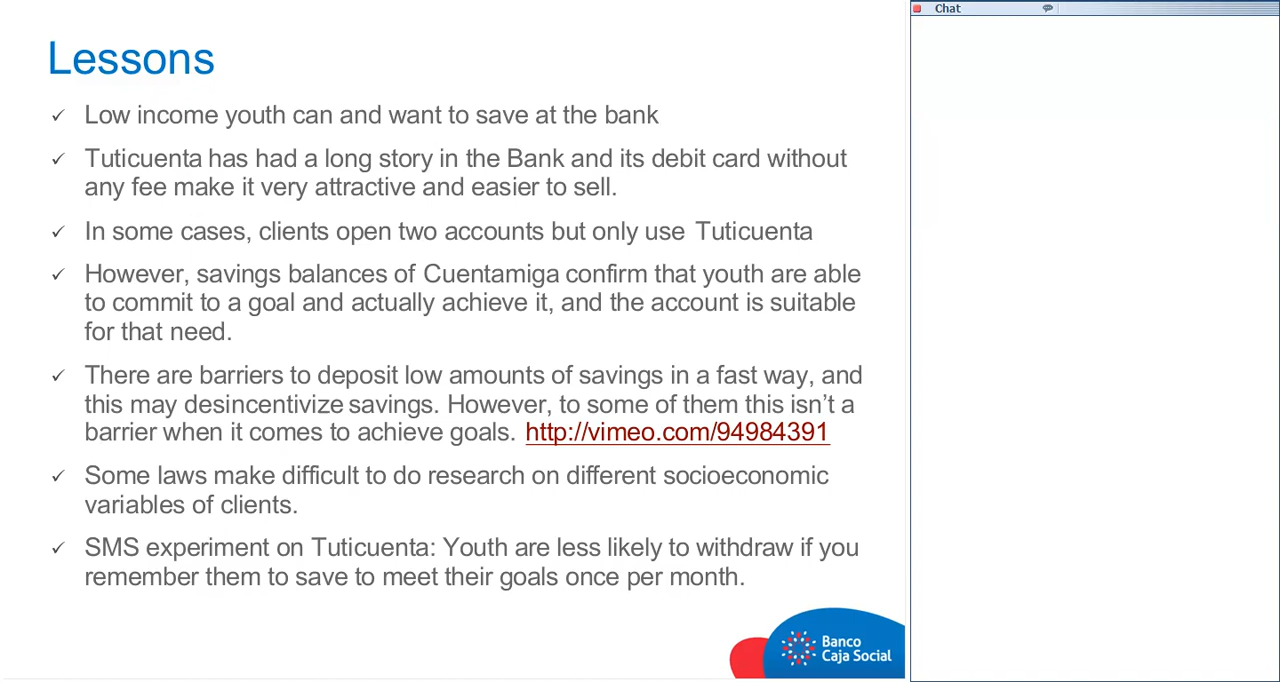 Chat
Lessons
✓ Low income youth can and want to save at the bank
✓ Tuticuenta has had a long story in the Bank and its debit card without
any fee make it very attractive and easier to sell.
✓ In some cases, clients open two accounts but only use Tuticuenta
✓ However, savings balances of Cuentamiga confirm that youth are able
to commit to a goal and actually achieve it, and the account is suitable
for that need.
✓ There are barriers to deposit low amounts of savings in a fast way, and
this may desincentivize savings. However, to some of them this isn’t a
barrier when it comes to achieve goals. http://vimeo.com/94984391
✓ Some laws make difficult to do research on different socioeconomic
variables of clients.
✓ SMS experiment on Tuticuenta: Youth are less likely to withdraw if you
remember them to save to meet their goals once per month.
Banco
Caja Social